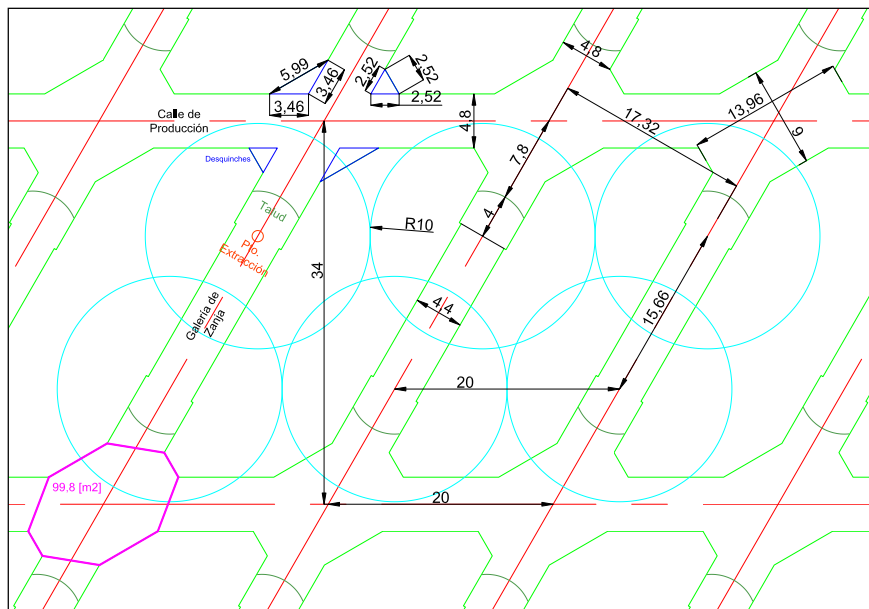 4,8
5,99
3,46
3,46
2,52
2,52
2,52
Calle de
Producción
4,8
17,32
13,96
9
7,8
Desquinches
Talud
4
R10
Pto.
Extracción
34
Galería de
Zanja
4,4
15,66
20
99.8 [m2]
20